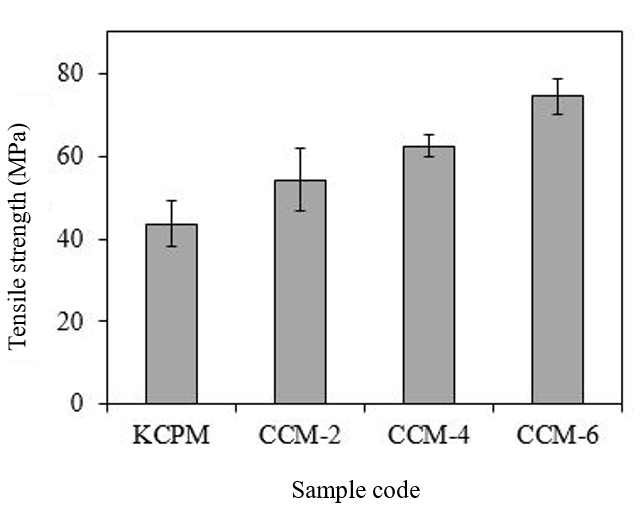 Tensile strength (MPa)
80
60
40
20
0
KCPM CCM-2 CCM-4 CCM-6
Sample code